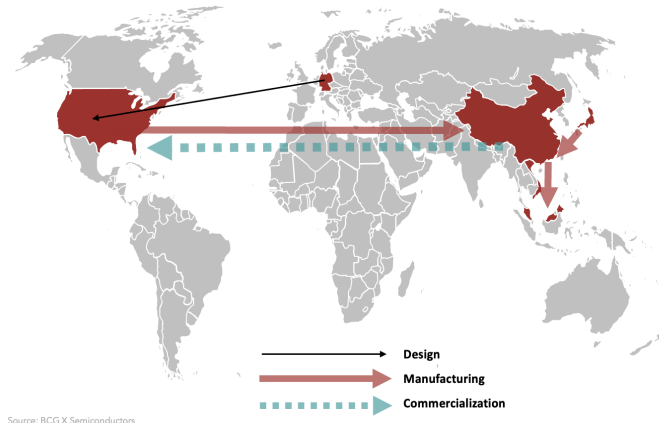 Design
Manufacturing
Commercialization
Source: BCG X Semiconductors